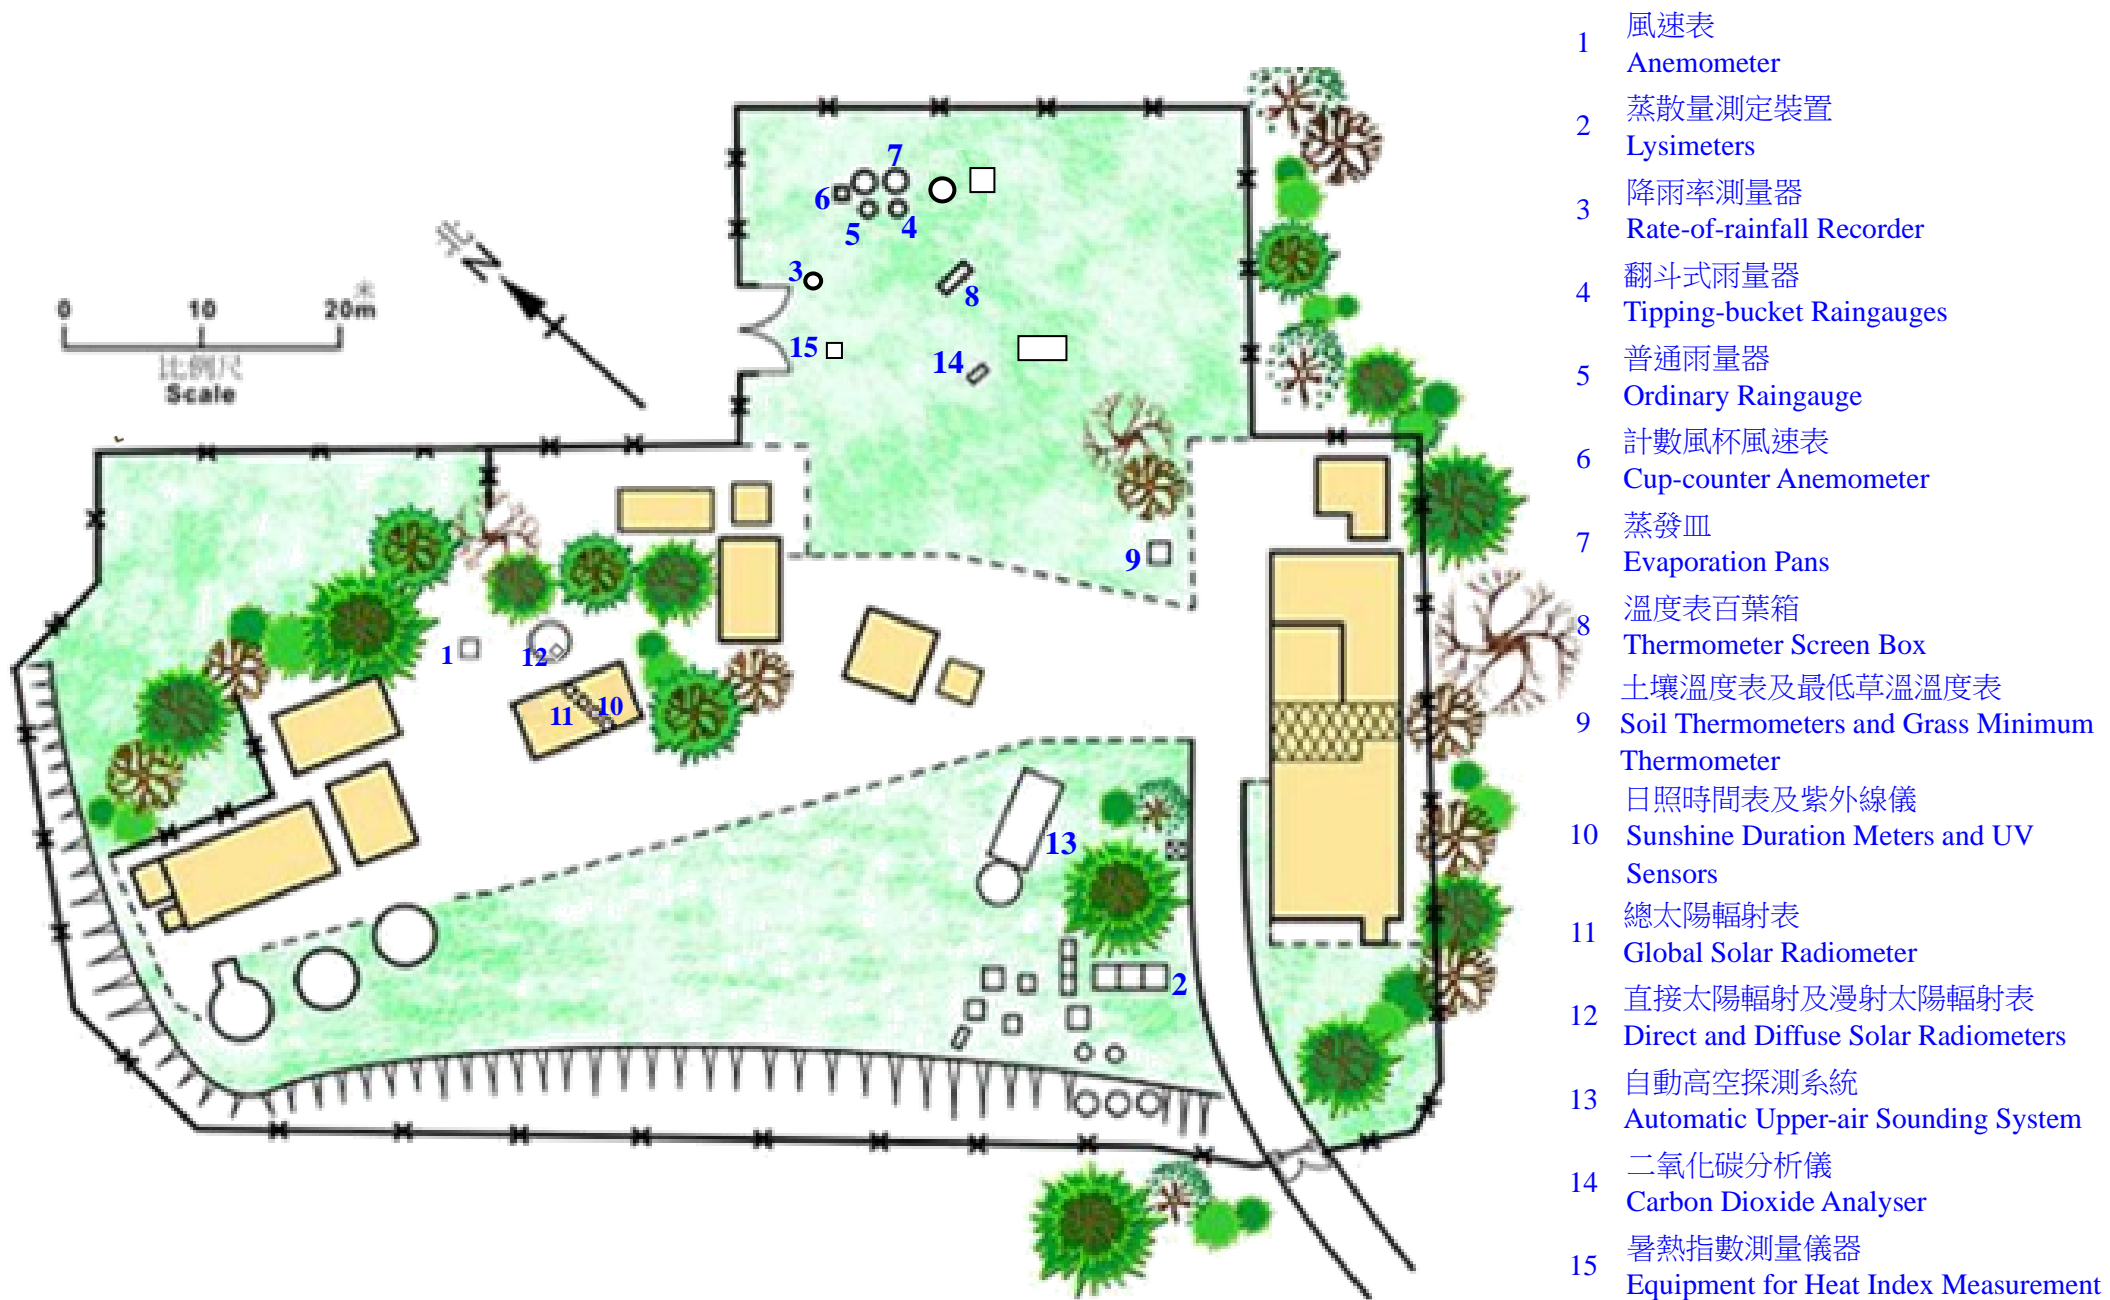 北
N
0 10 20m
米
比例尺
Scale
7
6
5
4
3
8
15
14
9
1
12
11
10
13
2
1 風速表
Anemometer
2 蒸散量測定裝置
Lysimeters
3 降雨率測量器
Rate-of-rainfall Recorder
4 翻斗式雨量器
Tipping-bucket Raingauges
5 普通雨量器
Ordinary Raingauge
6 計數風杯風速表
Cup-counter Anemometer
7 蒸發皿
Evaporation Pans
8 溫度表百葉箱
Thermometer Screen Box
9 土壤溫度表及最低草溫溫度表
Soil Thermometers and Grass Minimum
Thermometer
10 日照時間表及紫外線儀
Sunshine Duration Meters and UV
Sensors
11 總太陽輻射表
Global Solar Radiometer
12 直接太陽輻射及漫射太陽輻射表
Direct and Diffuse Solar Radiometers
13 自動高空探測系統
Automatic Upper-air Sounding System
14 二氧化碳分析儀
Carbon Dioxide Analyser
15 暑熱指數測量儀器
Equipment for Heat Index Measurement